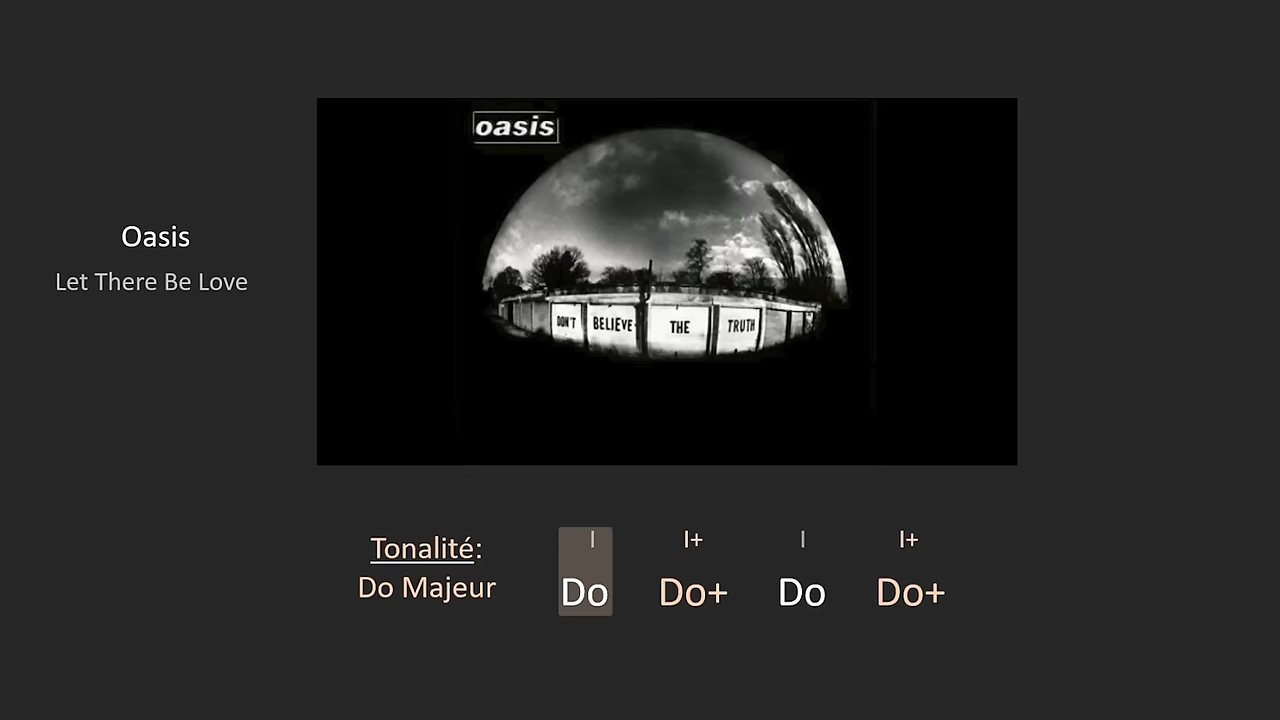 oasis
Oasis
Let There Be Love
DON'T BELIEVE THE TRUTH
Tonalité:
Do Majeur
I I+ I I+
Do Do+ Do Do+